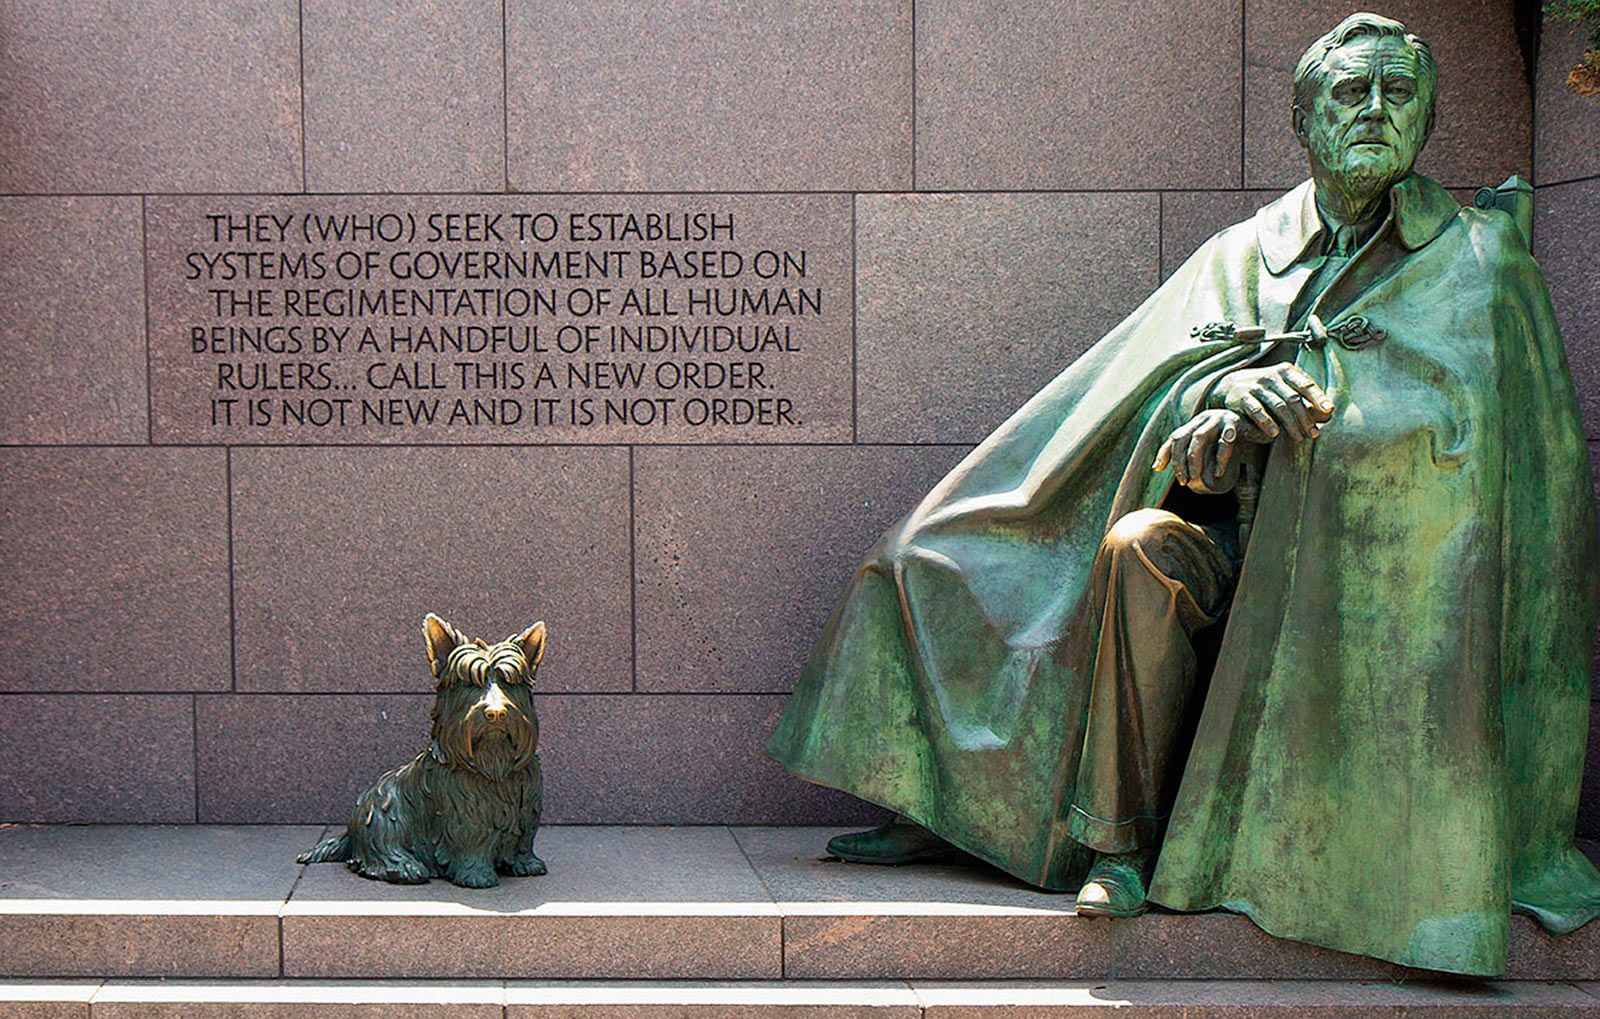 THEY (WHO) SEEK TO ESTABLISH
SYSTEMS OF GOVERNMENT BASED ON
THE REGIMENTATION OF ALL HUMAN
BEINGS BY A HANDFUL OF INDIVIDUAL
RULERS... CALL THIS A NEW ORDER.
IT IS NOT NEW AND IT IS NOT ORDER.